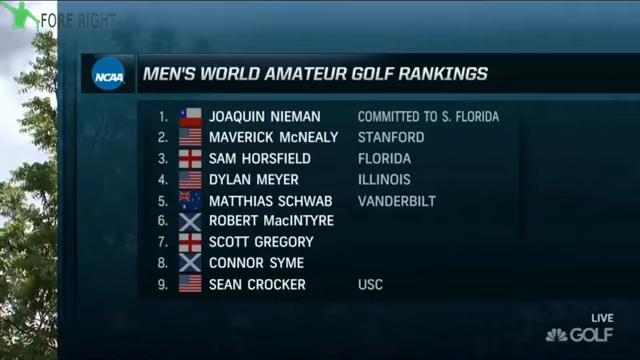 FORE RIGHT
NCAA
MEN'S WORLD AMATEUR GOLF RANKINGS
1. JOAQUIN NIEMAN COMMITTED TO S. FLORIDA
2. MAVERICK McNEALY STANFORD
3. SAM HORSFIELD FLORIDA
4. DYLAN MEYER ILLINOIS
5. MATTHIAS SCHWAB VANDERBILT
6. ROBERT MacINTYRE
7. SCOTT GREGORY
8. CONNOR SYME
9. SEAN CROCKER USC
LIVE
GOLF